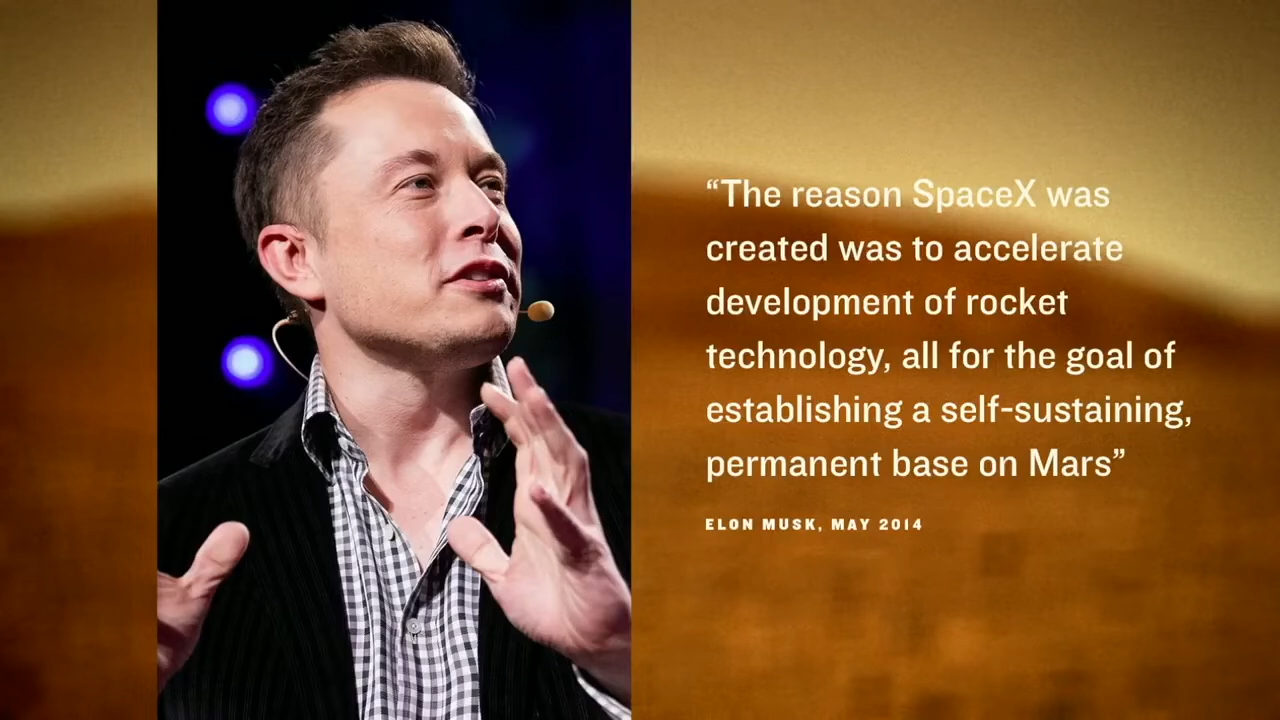 “The reason SpaceX was
created was to accelerate
development of rocket
technology, all for the goal of
establishing a self-sustaining,
permanent base on Mars”
ELON MUSK, MAY 2014